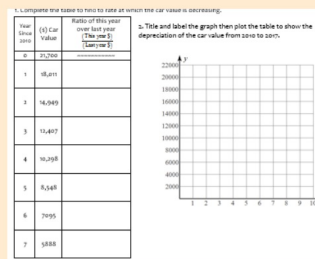 1. Complete the table to find to rate at which the car value is decreasing.
Year Since 2010
($) Car Value
Ratio of this year over last year
(This year $)
(Last year $)
0 21,700 ------------
1 18,011
2 14,949
3 12,407
4 10,298
5 8,548
6 7095
7 5888
2. Title and label the graph then plot the table to show the
depreciation of the car value from 2010 to 2017.
y
22000
20000
18000
16000
14000
12000
10000
8000
6000
4000
2000
1 2 3 4 5 6 7 8 9 10